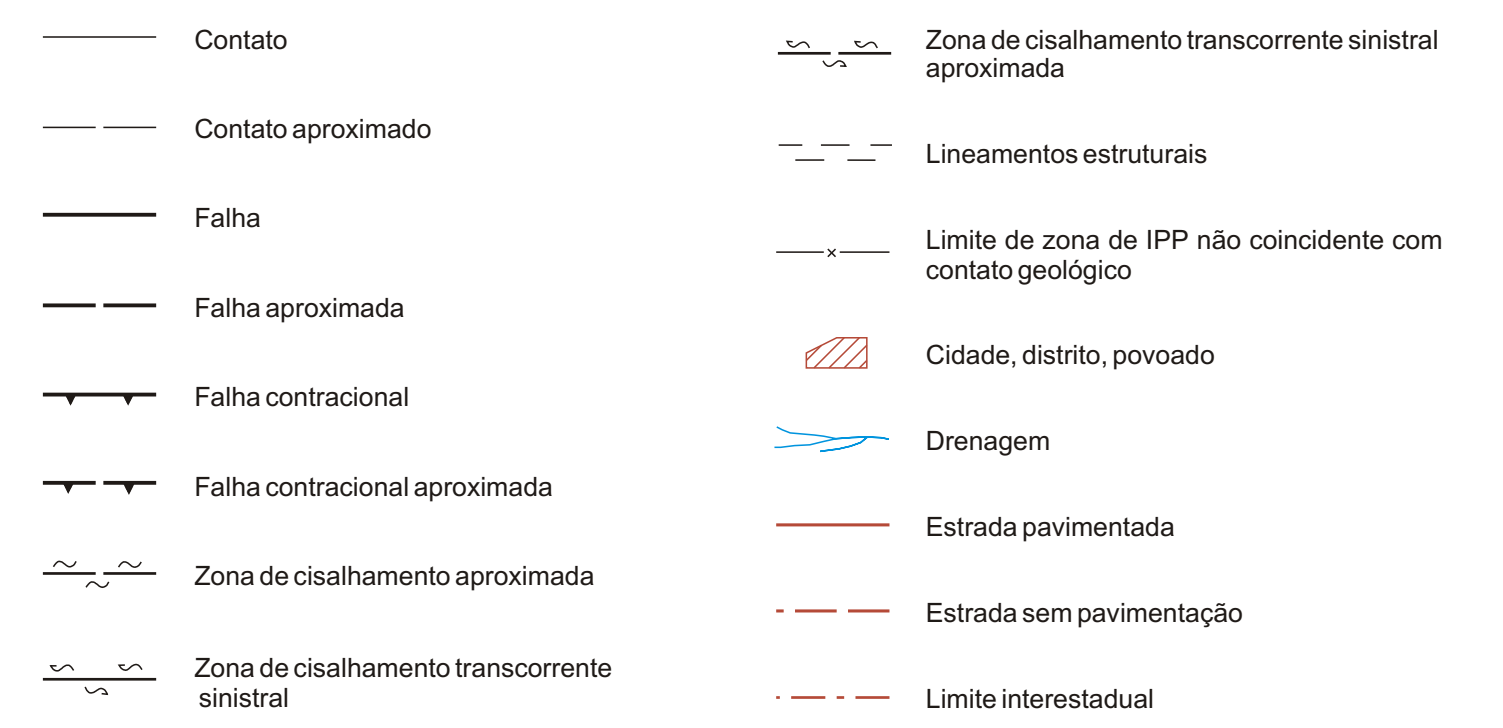 Contato
Contato aproximado
Falha
Falha aproximada
Falha contracional
Falha contracional aproximada
Zona de cisalhamento aproximada
Zona de cisalhamento transcorrente
sinistral
Zona de cisalhamento transcorrente sinistral
aproximada
Lineamentos estruturais
Limite de zona de IPP não coincidente com
contato geológico
Cidade, distrito, povoado
Drenagem
Estrada pavimentada
Estrada sem pavimentação
Limite interestadual